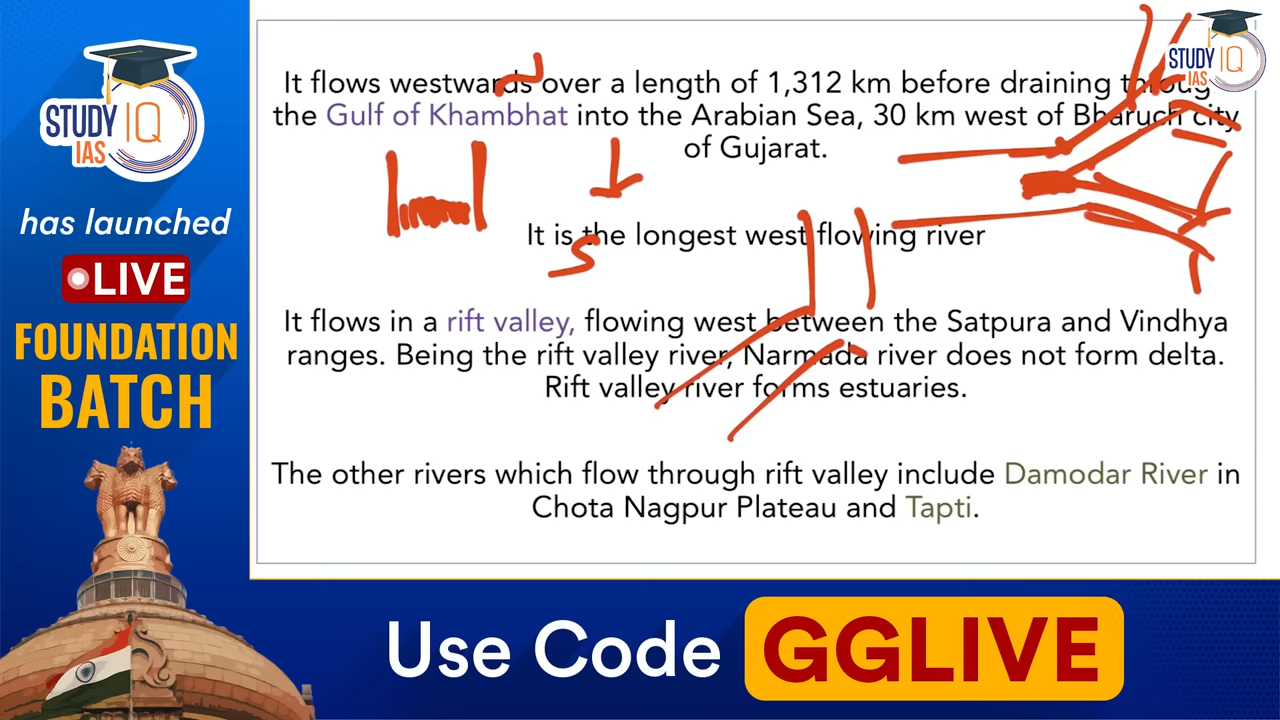 STUDY IQ
IAS
has launched
LIVE
FOUNDATION
BATCH
STUDY IQ
IAS
It flows westwards over a length of 1,312 km before draining through
the Gulf of Khambhat into the Arabian Sea, 30 km west of Bharuch city
of Gujarat.
It is the longest west flowing river
It flows in a rift valley, flowing west between the Satpura and Vindhya
ranges. Being the rift valley river, Narmada river does not form delta.
Rift valley river forms estuaries.
The other rivers which flow through rift valley include Damodar River in
Chota Nagpur Plateau and Tapti.
Use Code GGLIVE